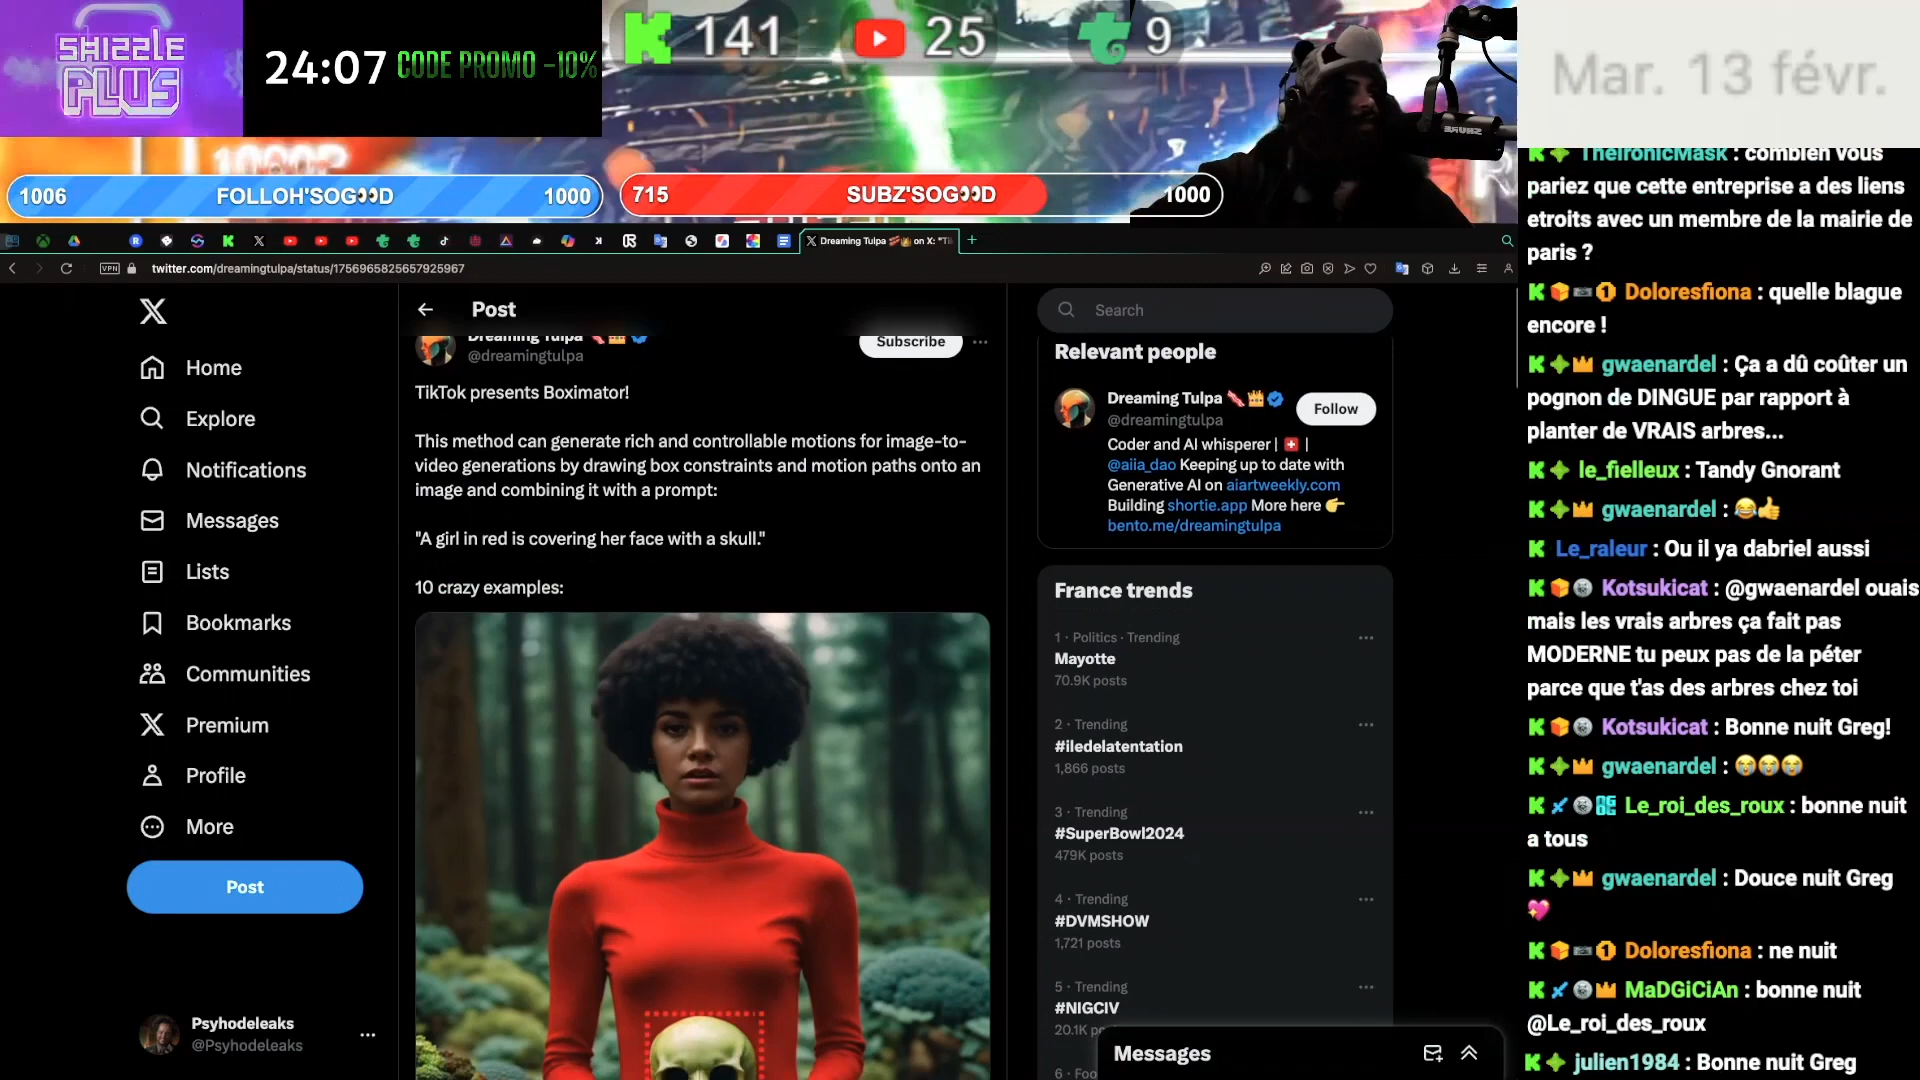 SHIZZLE
PLUS
24:07 CODE PROMO -10%
141
25
9
Mar. 13 févr.
1006 FOLLOH'SOG👀D 1000
715 SUBZ'SOG👀D 1000
Dreaming Tulpa on X: "Ti
twitter.com/dreamingtulpa/status/1756965825657925967
VPN
Home
Explore
Notifications
Messages
Lists
Bookmarks
Communities
Premium
Profile
More
Post
Psyhodeleaks
@Psyhodeleaks
Post
Dreaming Tulpa
@dreamingtulpa
Subscribe
TikTok presents Boximator!
This method can generate rich and controllable motions for image-to-
video generations by drawing box constraints and motion paths onto an
image and combining it with a prompt:
"A girl in red is covering her face with a skull."
10 crazy examples:
Search
Relevant people
Dreaming Tulpa 🥓👑
@dreamingtulpa
Follow
Coder and AI whisperer | 🇨🇭 |
@aiia_dao Keeping up to date with
Generative AI on aiartweekly.com
Building shortie.app More here 👉
bento.me/dreamingtulpa
France trends
1 · Politics · Trending
Mayotte
70.9K posts
2 · Trending
#iledelatentation
1,866 posts
3 · Trending
#SuperBowl2024
479K posts
4 · Trending
#DVMSHOW
1,721 posts
5 · Trending
#NIGCIV
20.1K
Messages
TheIronicMask : combien vous
pariez que cette entreprise a des liens
etroits avec un membre de la mairie de
paris ?
Doloresfiona : quelle blague
encore !
gwaenardel : Ça a dû coûter un
pognon de DINGUE par rapport à
planter de VRAIS arbres...
le_fielleux : Tandy Gnorant
gwaenardel : 😂👍
Le_raleur : Ou il ya dabriel aussi
Kotsukicat : @gwaenardel ouais
mais les vrais arbres ça fait pas
MODERNE tu peux pas de la péter
parce que t'as des arbres chez toi
Kotsukicat : Bonne nuit Greg!
gwaenardel : 😭😭😭
Le_roi_des_roux : bonne nuit
a tous
gwaenardel : Douce nuit Greg
💖
Doloresfiona : ne nuit
MaDGiCiAn : bonne nuit
@Le_roi_des_roux
julien1984 : Bonne nuit Greg